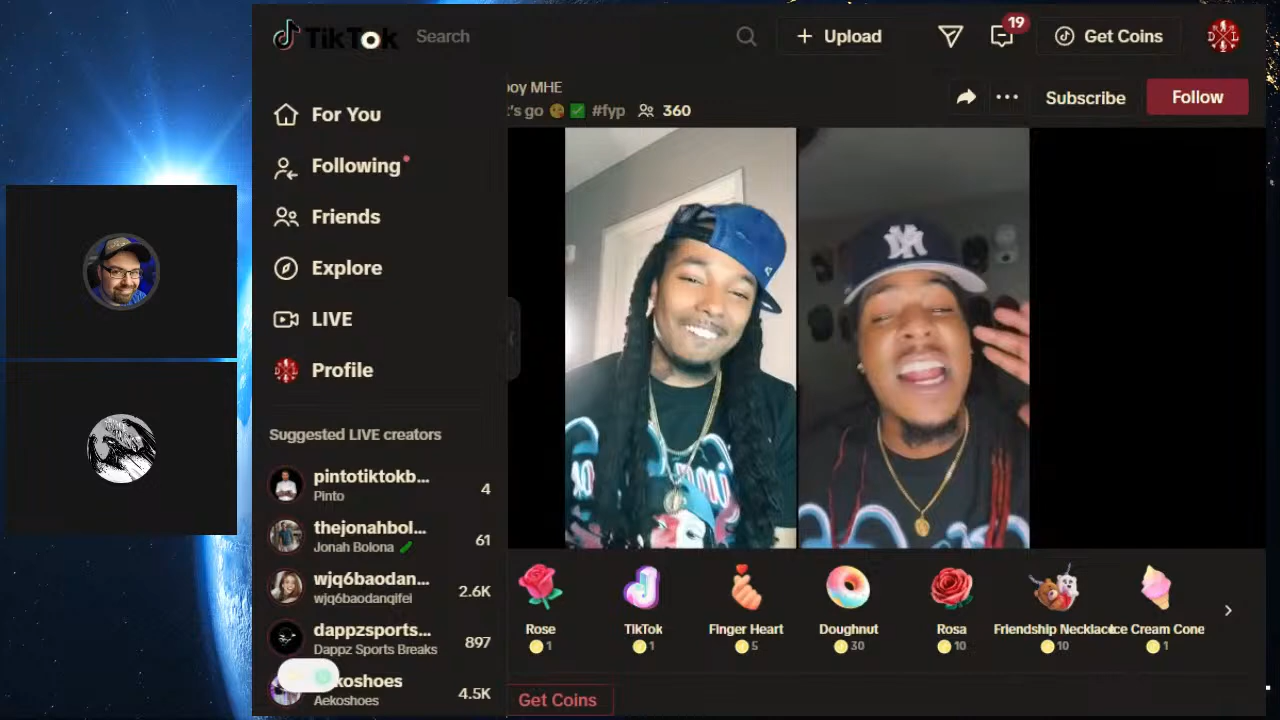 TikTok
Search
Upload
19
Get Coins
For You
Following
Friends
Explore
LIVE
Profile
Suggested LIVE creators
pintotiktokb...
Pinto
4
thejonahbol...
Jonah Bolona
61
wjq6baodan...
wjq6baodanqifei
2.6K
dappzsports...
Dappz Sports Breaks
897
koshoes
Aekoshoes
4.5K
boy MHE
t's go #fyp 360
Subscribe
Follow
Rose
1
TikTok
1
Finger Heart
5
Doughnut
30
Rosa
10
Friendship Necklace
10
Ice Cream Cone
1
Get Coins